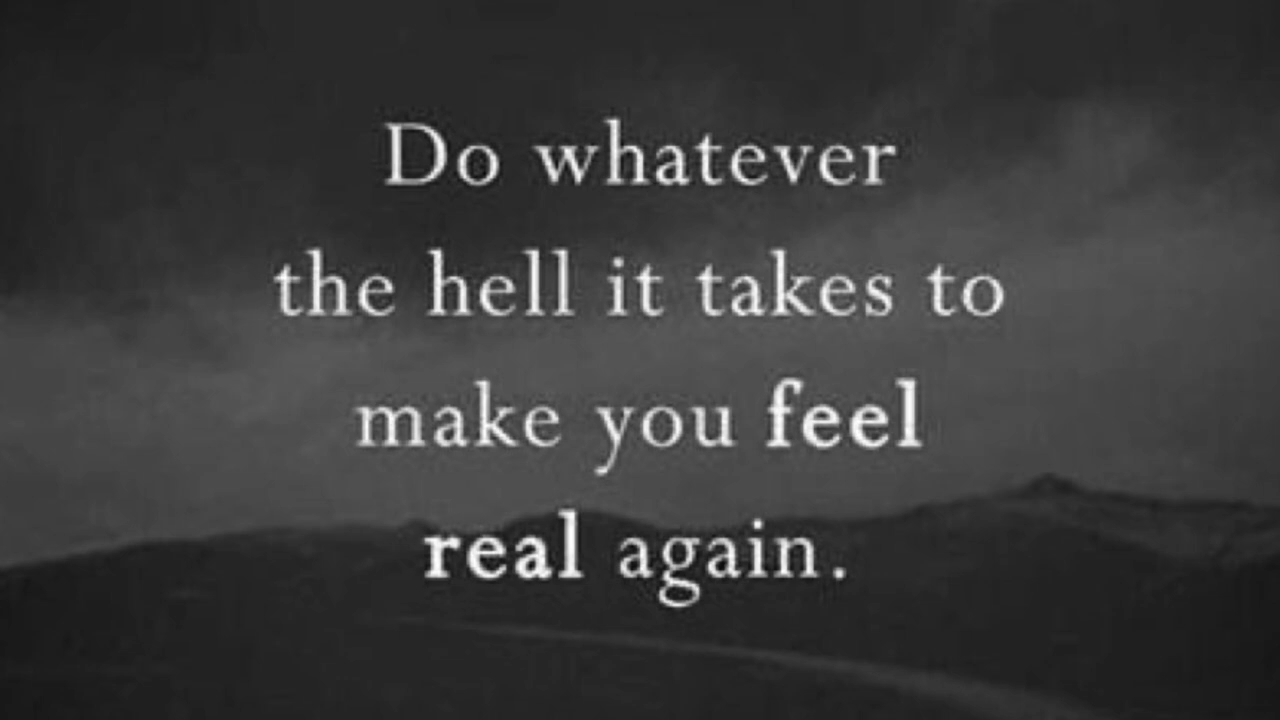 Do whatever
the hell it takes to
make you feel
real again.